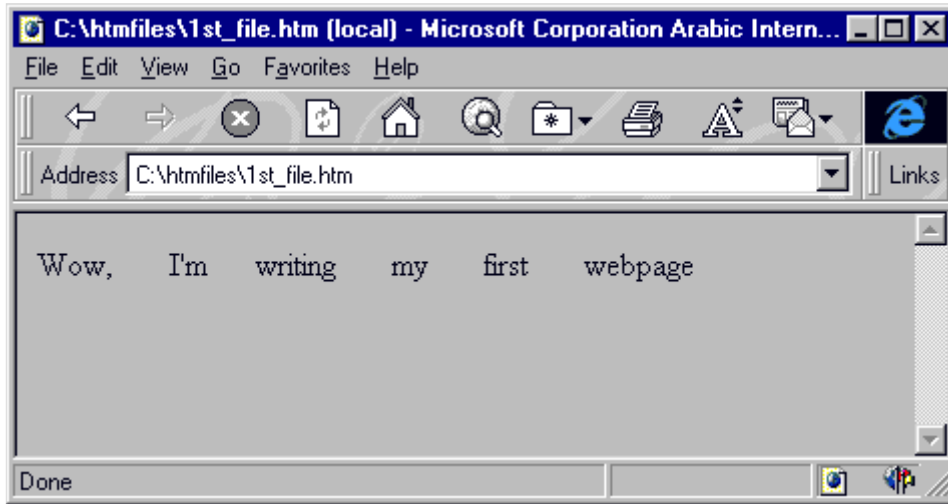 C:\htmfiles\1st_file.htm (local) - Microsoft Corporation Arabic Intern...
File Edit View Go Favorites Help
Address C:\htmfiles\1st_file.htm Links
Wow, I'm writing my first webpage
Done